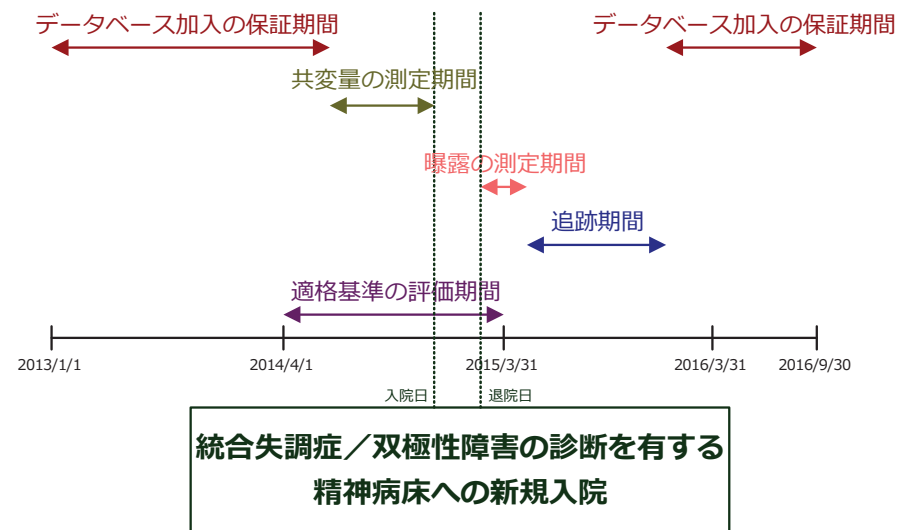 データベース加入の保証期間
データベース加入の保証期間
共変量の測定期間
曝露の測定期間
追跡期間
適格基準の評価期間
2013/1/1
2014/4/1
2015/3/31
2016/3/31
2016/9/30
入院日
退院日
統合失調症／双極性障害の診断を有する
精神病床への新規入院